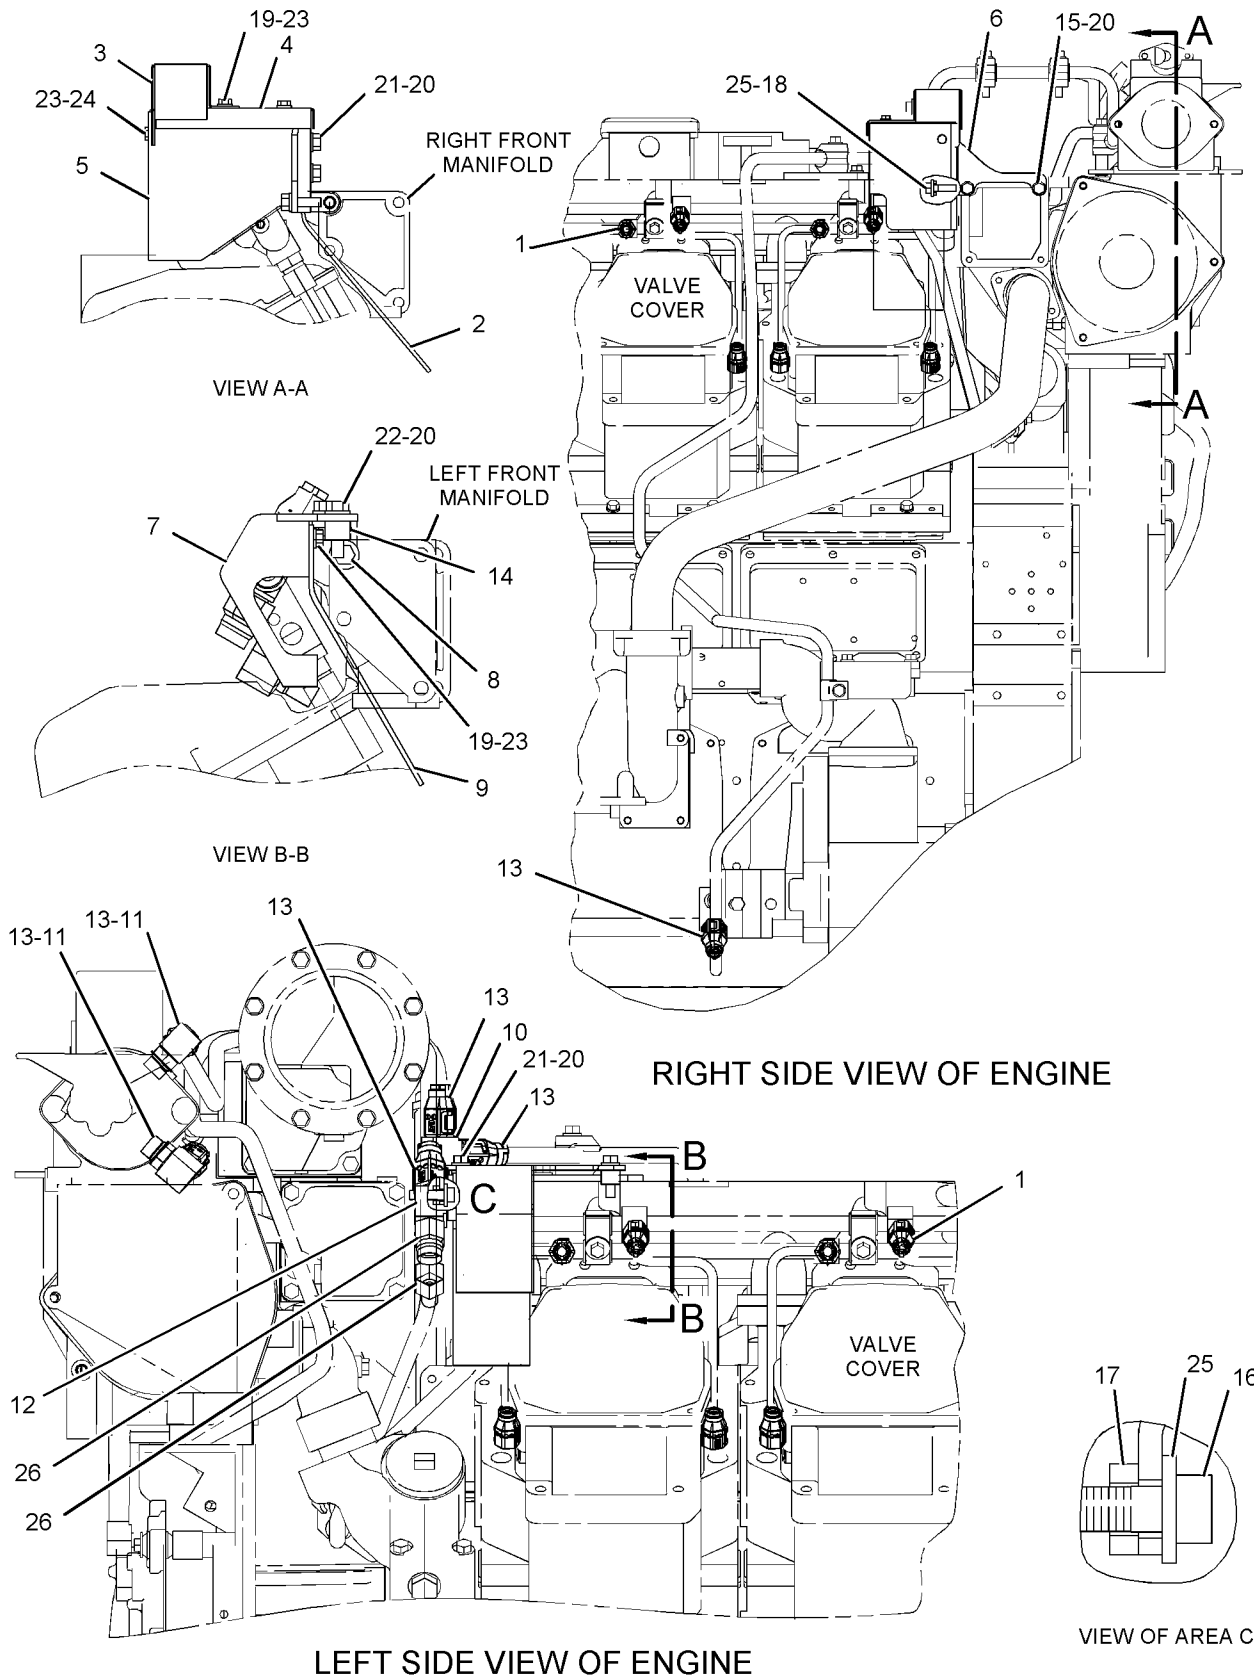 19-23
3
4
23-24
21-20
5
RIGHT FRONT
MANIFOLD
2
VIEW A-A
6
15-20
A
25-18
1
VALVE
COVER
A
22-20
LEFT FRONT
MANIFOLD
7
14
8
19-23
9
VIEW B-B
13
RIGHT SIDE VIEW OF ENGINE
13-11
13-11
13
13
10
21-20
13
B
C
1
B
VALVE
COVER
12
26
26
LEFT SIDE VIEW OF ENGINE
17
25
16
VIEW OF AREA C